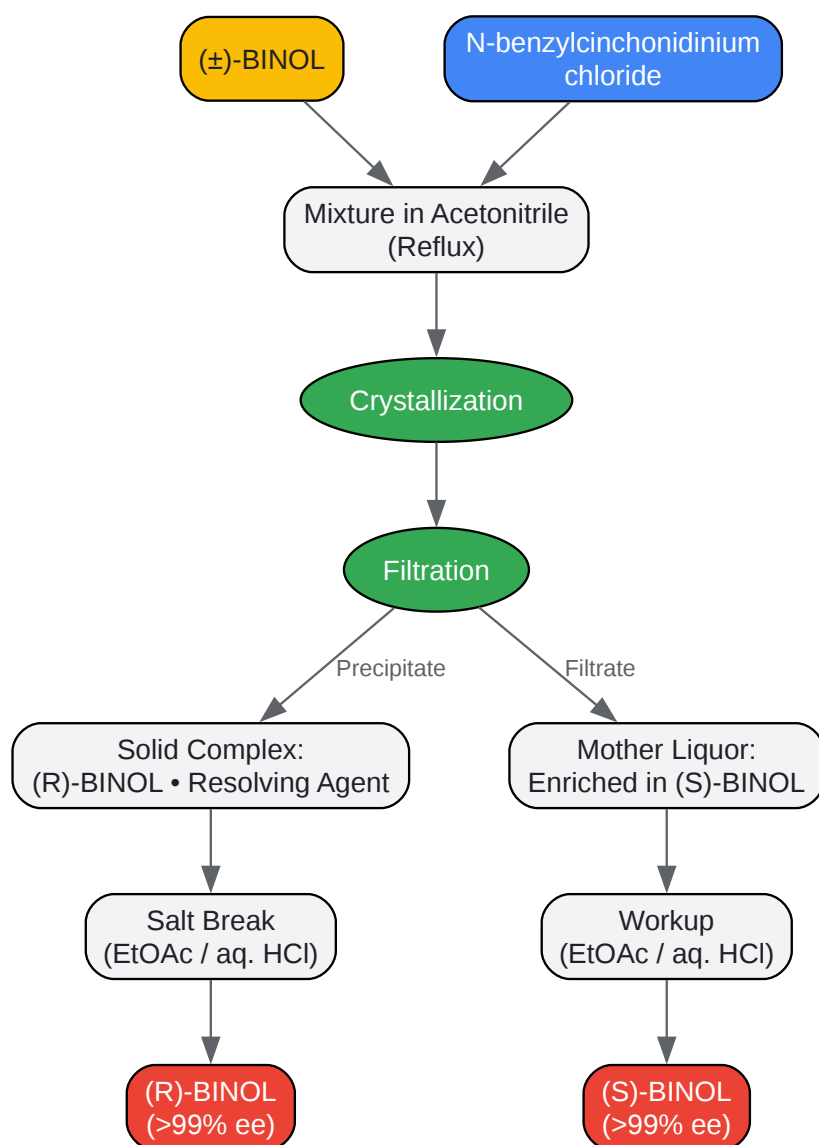 (±)-BINOL
N-benzylcinchonidinium
chloride
Mixture in Acetonitrile
(Reflux)
Crystallization
Filtration
Precipitate
Filtrate
Solid Complex:
(R)-BINOL • Resolving Agent
Mother Liquor:
Enriched in (S)-BINOL
Salt Break
(EtOAc / aq. HCl)
Workup
(EtOAc / aq. HCl)
(R)-BINOL
(>99% ee)
(S)-BINOL
(>99% ee)